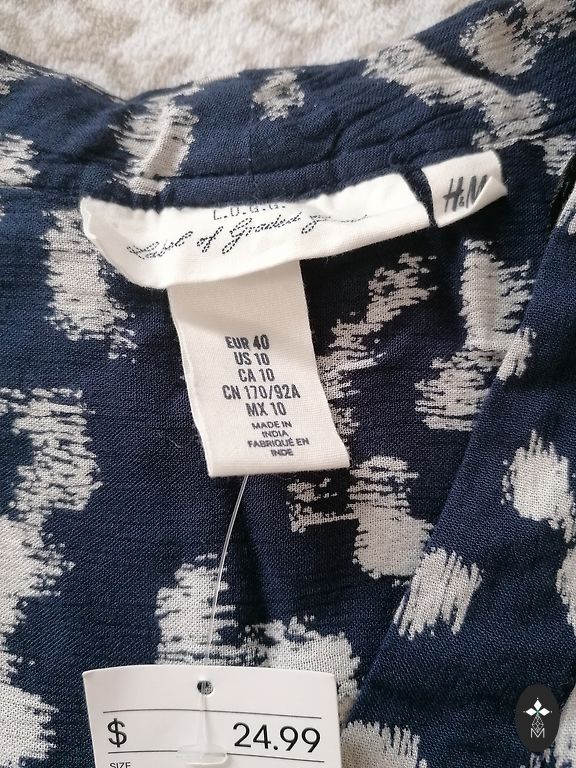 L.O.G.G.
Label of Graded Goods
H&M
EUR 40
US 10
CA 10
CN 170/92A
MX 10
MADE IN
INDIA
FABRIQUÉ EN
INDE
$ 24.99
SIZE
M